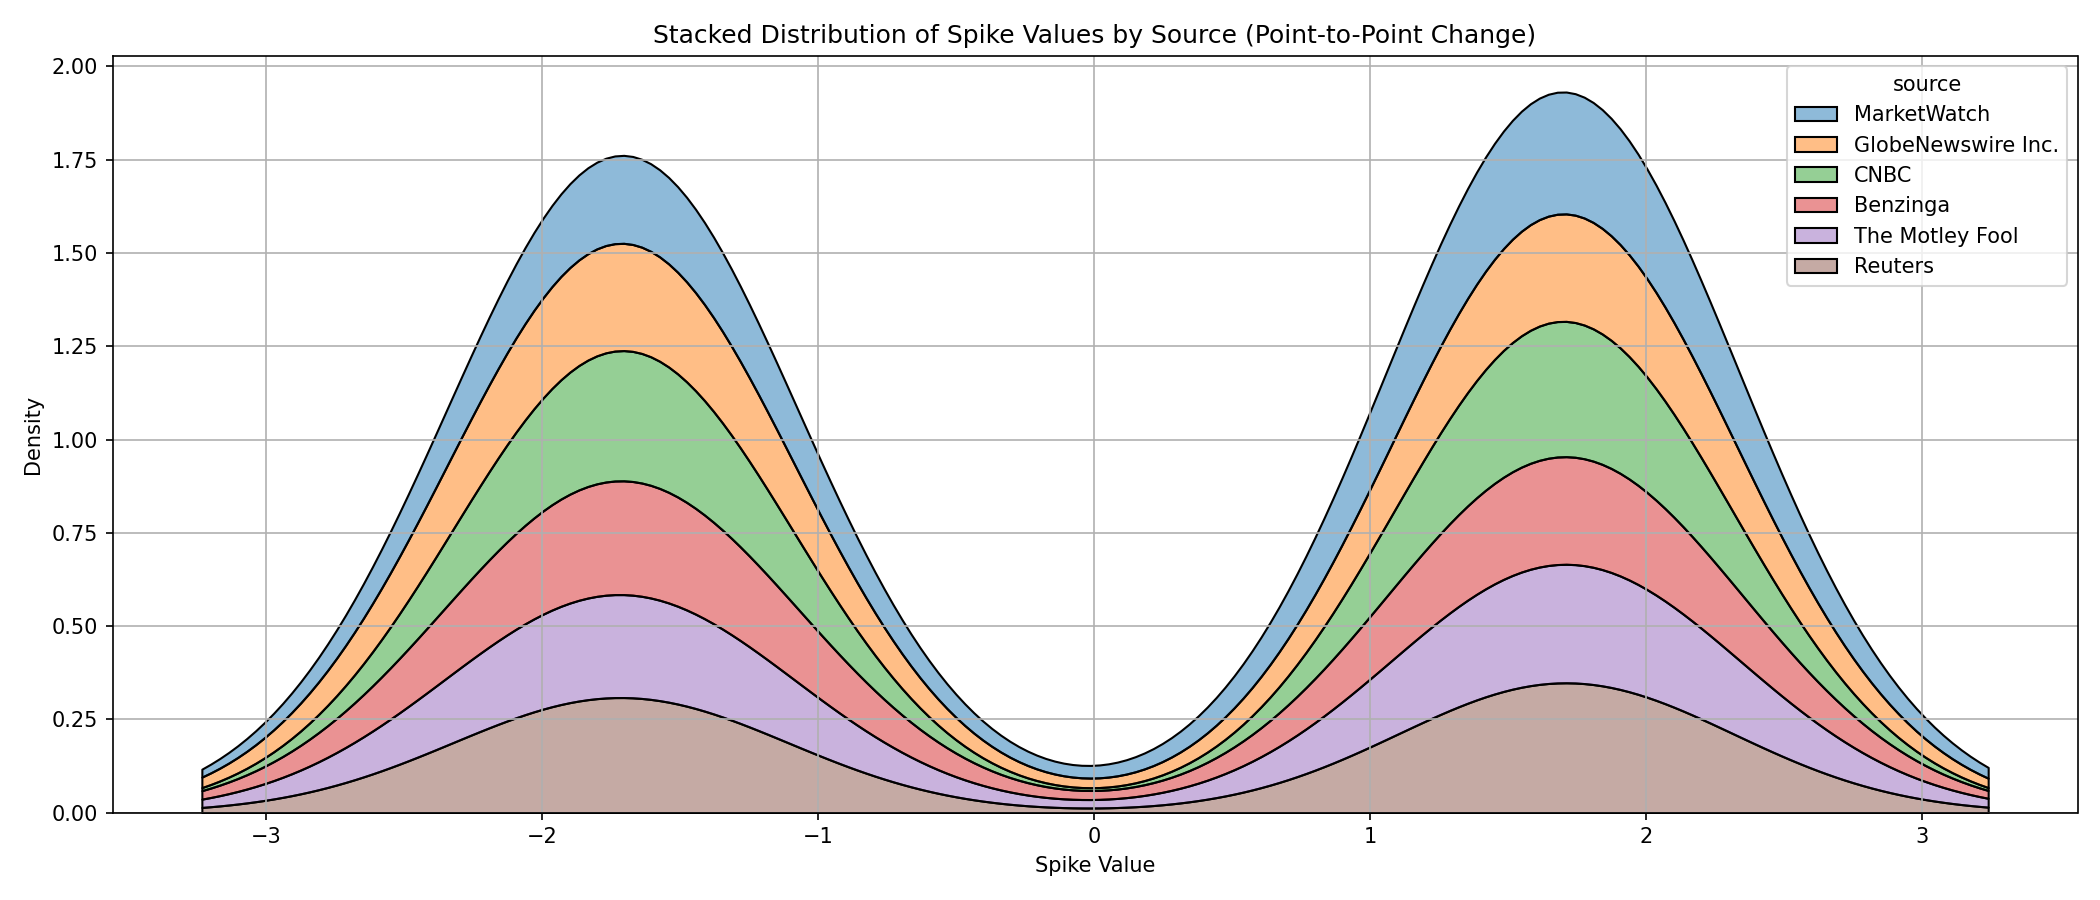 Stacked Distribution of Spike Values by Source (Point-to-Point Change)
2.00
1.75
1.50
1.25
1.00
0.75
0.50
0.25
0.00
Density
source
MarketWatch
GlobeNewswire Inc.
CNBC
Benzinga
The Motley Fool
Reuters
−3 −2 −1 0 1 2 3
Spike Value